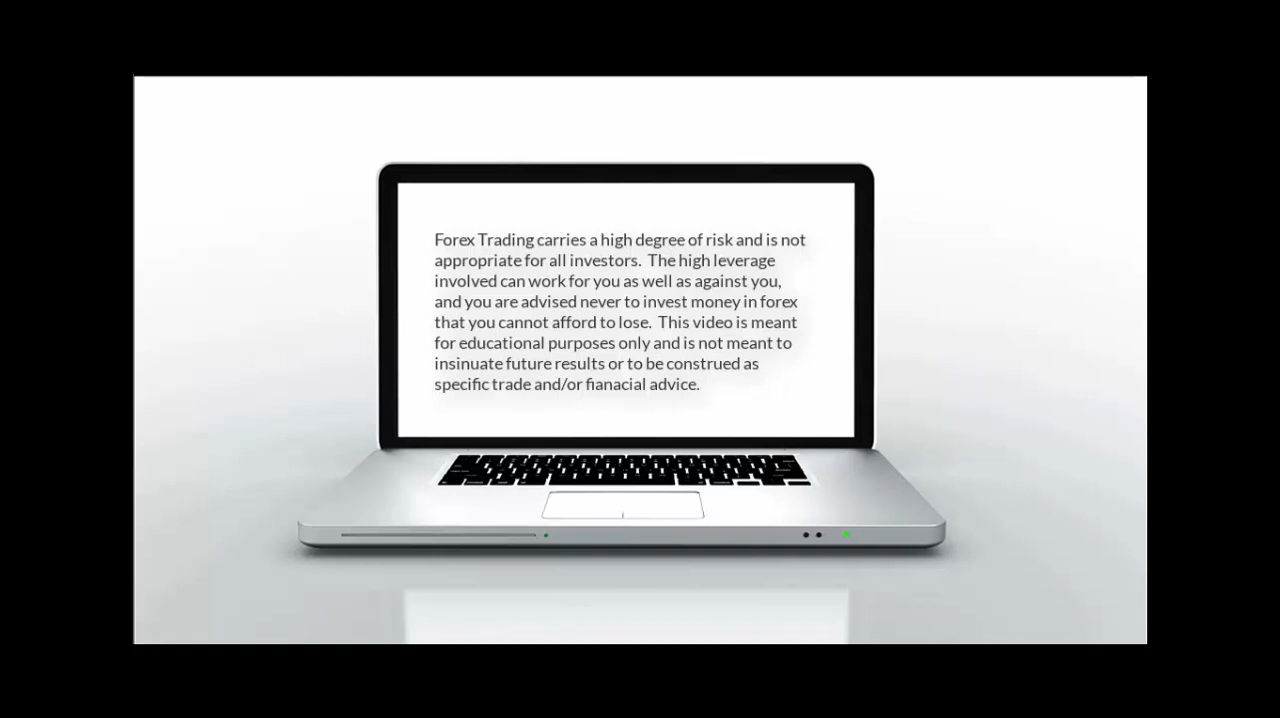 Forex Trading carries a high degree of risk and is not
appropriate for all investors.  The high leverage
involved can work for you as well as against you,
and you are advised never to invest money in forex
that you cannot afford to lose.  This video is meant
for educational purposes only and is not meant to
insinuate future results or to be construed as
specific trade and/or fianacial advice.